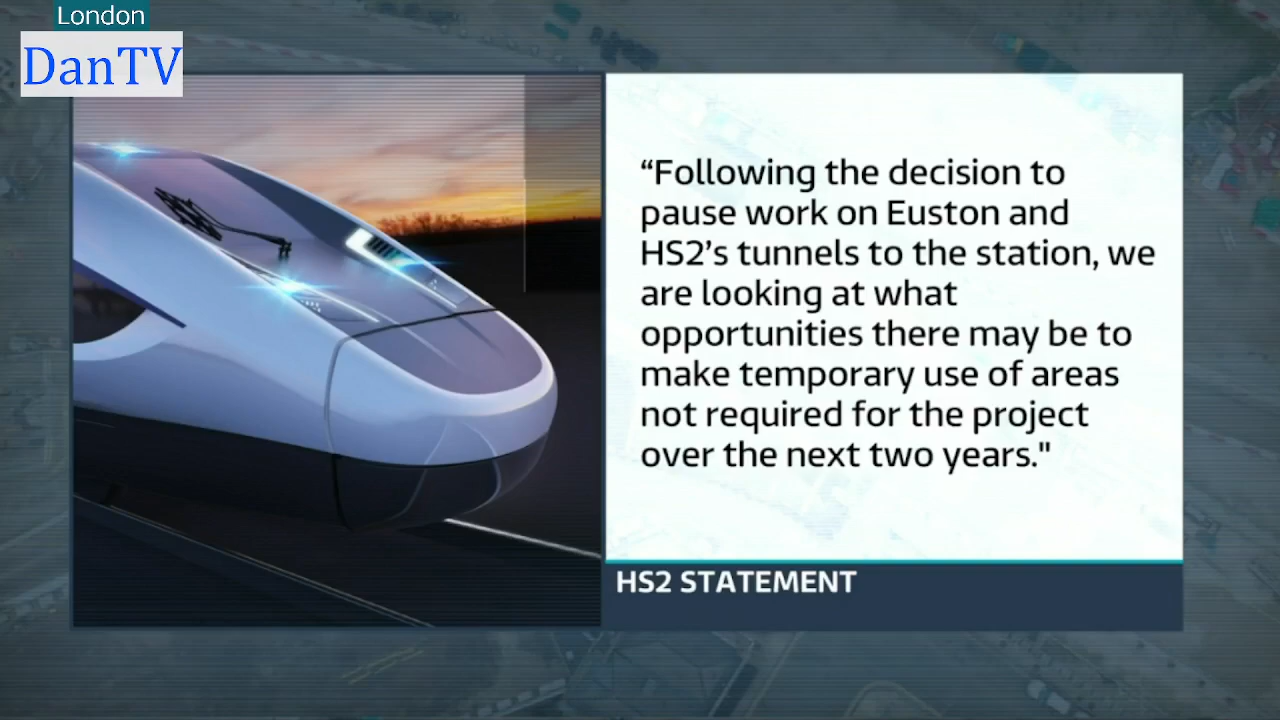 London
DanTV
“Following the decision to
pause work on Euston and
HS2’s tunnels to the station, we
are looking at what
opportunities there may be to
make temporary use of areas
not required for the project
over the next two years."
HS2 STATEMENT